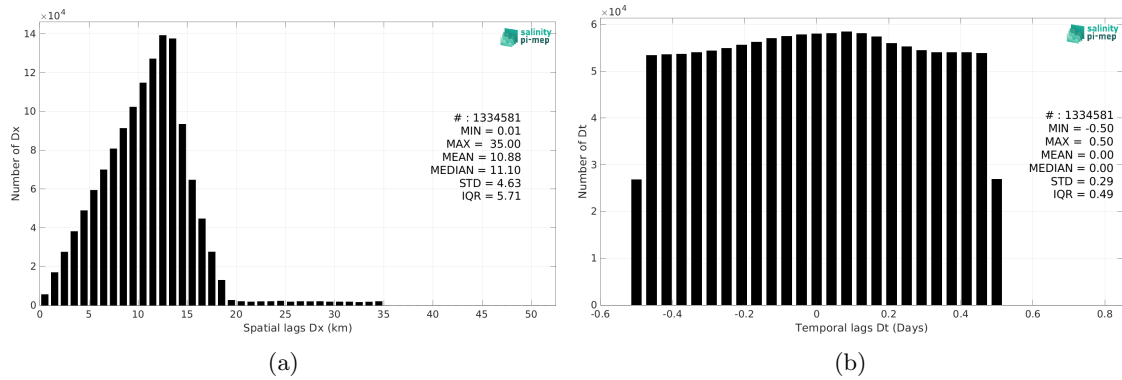 ×10⁴
14
12
10
8
6
4
2
0
Number of Dx
salinity
pi-mep
# : 1334581
MIN = 0.01
MAX = 35.00
MEAN = 10.88
MEDIAN = 11.10
STD = 4.63
IQR = 5.71
0 5 10 15 20 25 30 35 40 45 50
Spatial lags Dx (km)
(a)
×10⁴
6
5
4
3
2
1
0
Number of Dt
salinity
pi-mep
# : 1334581
MIN = -0.50
MAX = 0.50
MEAN = 0.00
MEDIAN = 0.00
STD = 0.29
IQR = 0.49
-0.6 -0.4 -0.2 0 0.2 0.4 0.6 0.8
Temporal lags Dt (Days)
(b)